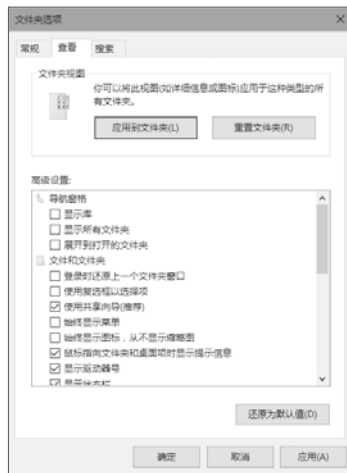 文件夹选项
常规 查看 搜索
文件夹视图
你可以将此视图(如详细信息或图标)应用于这种类型的所
有文件夹。
应用到文件夹(L) 重置文件夹(R)
高级设置:
导航窗格
显示库
显示所有文件夹
展开到打开的文件夹
文件和文件夹
登录时还原上一个文件夹窗口
使用复选框以选择项
使用共享向导(推荐)
始终显示菜单
始终显示图标，从不显示缩略图
鼠标指向文件夹和桌面项时显示提示信息
显示驱动器号
显示状态栏
还原为默认值(D)
确定 取消 应用(A)